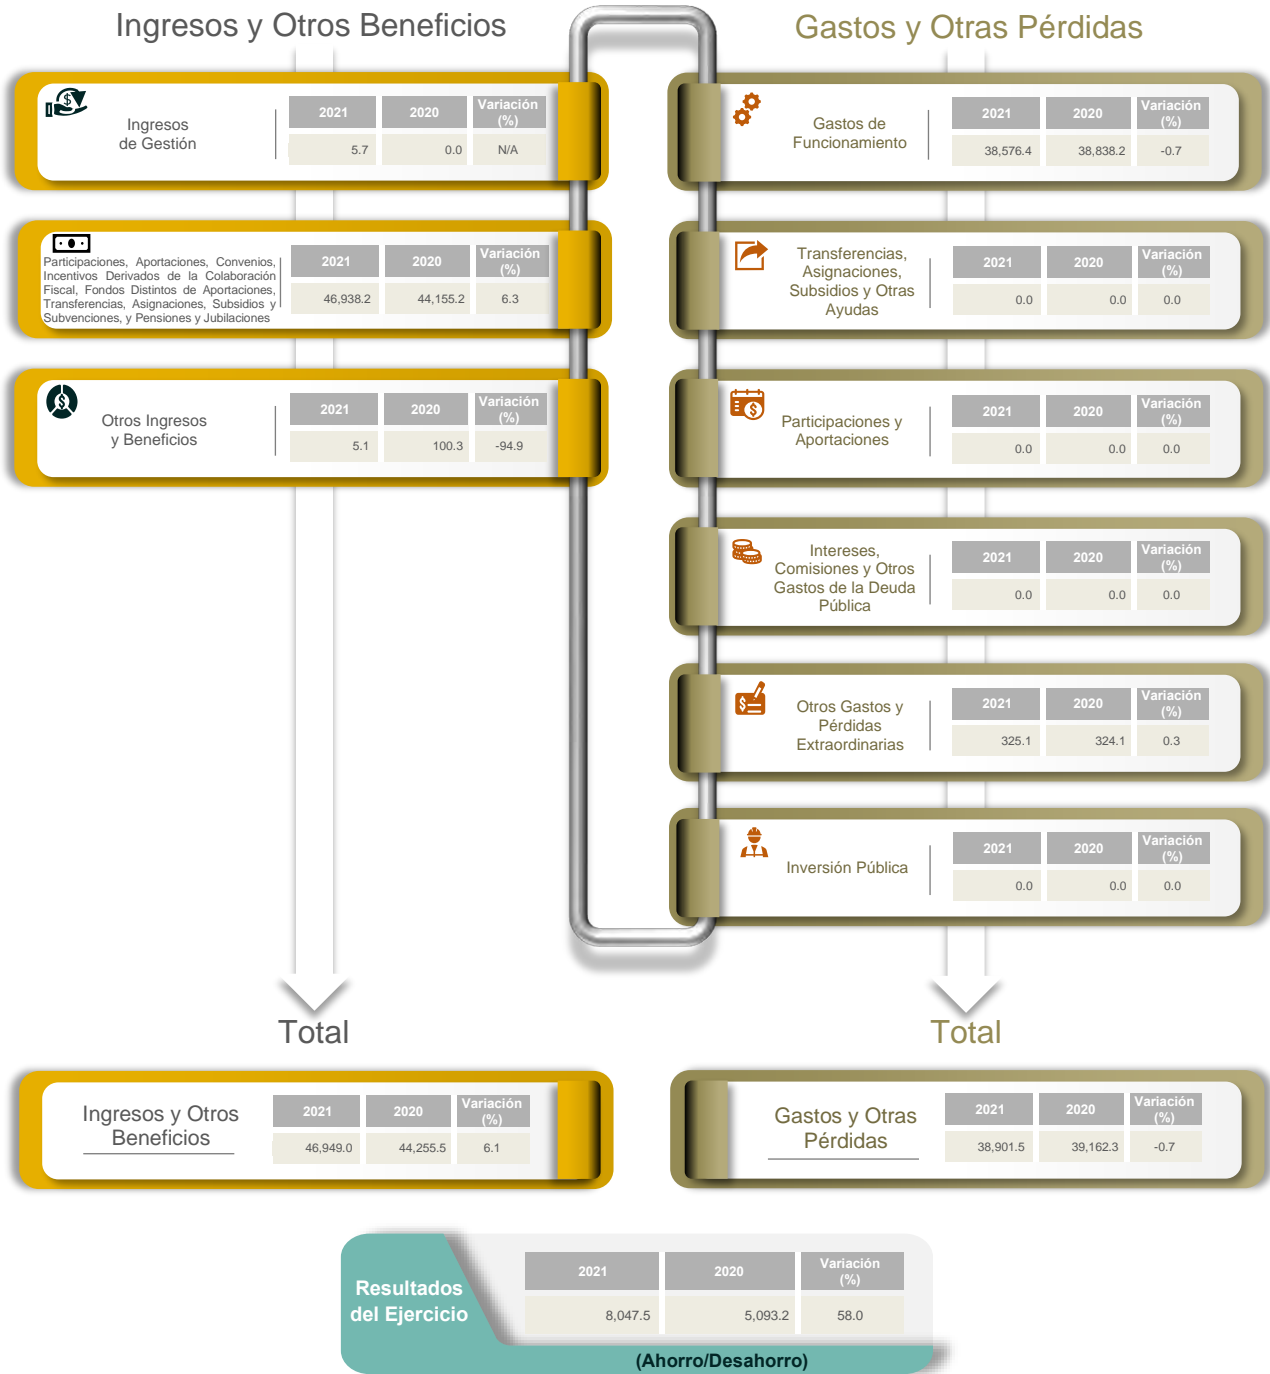 Ingresos y Otros Beneficios
Ingresos
de Gestión
2021 2020 Variación
(%)
5.7 0.0 N/A
Participaciones, Aportaciones, Convenios,
Incentivos Derivados de la Colaboración
Fiscal, Fondos Distintos de Aportaciones,
Transferencias, Asignaciones, Subsidios y
Subvenciones, y Pensiones y Jubilaciones
2021 2020 Variación
(%)
46,938.2 44,155.2 6.3
Otros Ingresos
y Beneficios
2021 2020 Variación
(%)
5.1 100.3 -94.9
Total
Ingresos y Otros
Beneficios
2021 2020 Variación
(%)
46,949.0 44,255.5 6.1
Gastos y Otras Pérdidas
Gastos de
Funcionamiento
2021 2020 Variación
(%)
38,576.4 38,838.2 -0.7
Transferencias,
Asignaciones,
Subsidios y Otras
Ayudas
2021 2020 Variación
(%)
0.0 0.0 0.0
Participaciones y
Aportaciones
2021 2020 Variación
(%)
0.0 0.0 0.0
Intereses,
Comisiones y Otros
Gastos de la Deuda
Pública
2021 2020 Variación
(%)
0.0 0.0 0.0
Otros Gastos y
Pérdidas
Extraordinarias
2021 2020 Variación
(%)
325.1 324.1 0.3
Inversión Pública
2021 2020 Variación
(%)
0.0 0.0 0.0
Total
Gastos y Otras
Pérdidas
2021 2020 Variación
(%)
38,901.5 39,162.3 -0.7
Resultados
del Ejercicio
2021 2020 Variación
(%)
8,047.5 5,093.2 58.0
(Ahorro/Desahorro)